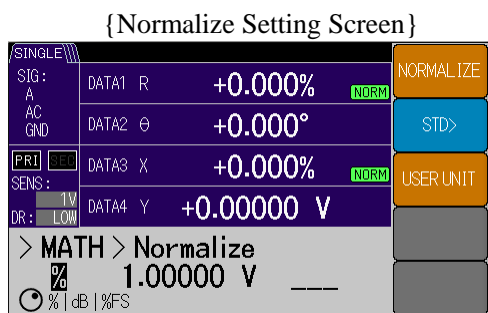 {Normalize Setting Screen}
SINGLE
SIG:
A
AC
GND
PRI SEC
SENS:
1V
DR: LOW
DATA1 R +0.000% NORM
DATA2 θ +0.000°
DATA3 X +0.000% NORM
DATA4 Y +0.00000 V
NORMALIZE
STD>
USER UNIT
> MATH > Normalize
% 1.00000 V ___
% | dB | %FS